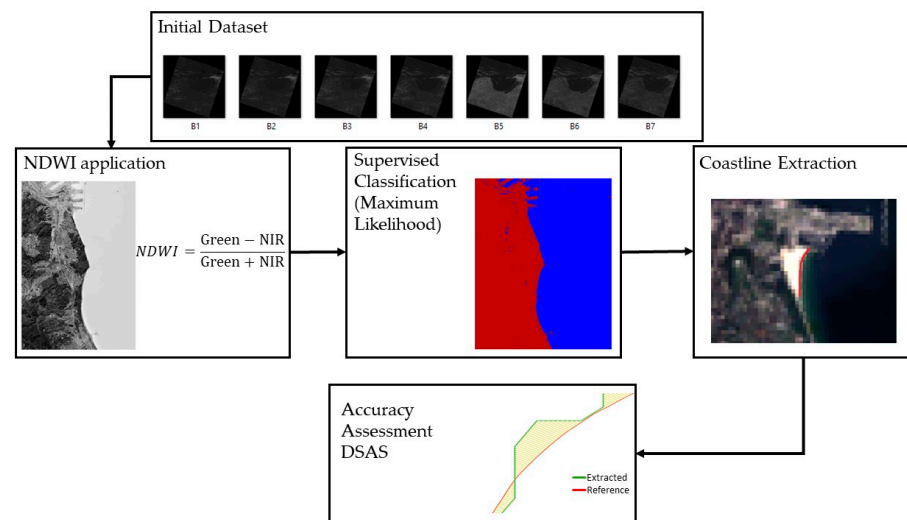 Initial Dataset
B1 B2 B3 B4 B5 B6 B7
NDWI application
NDWI = Green − NIR / Green + NIR
Supervised
Classification
(Maximum
Likelihood)
Coastline Extraction
Accuracy
Assessment
DSAS
Extracted
Reference